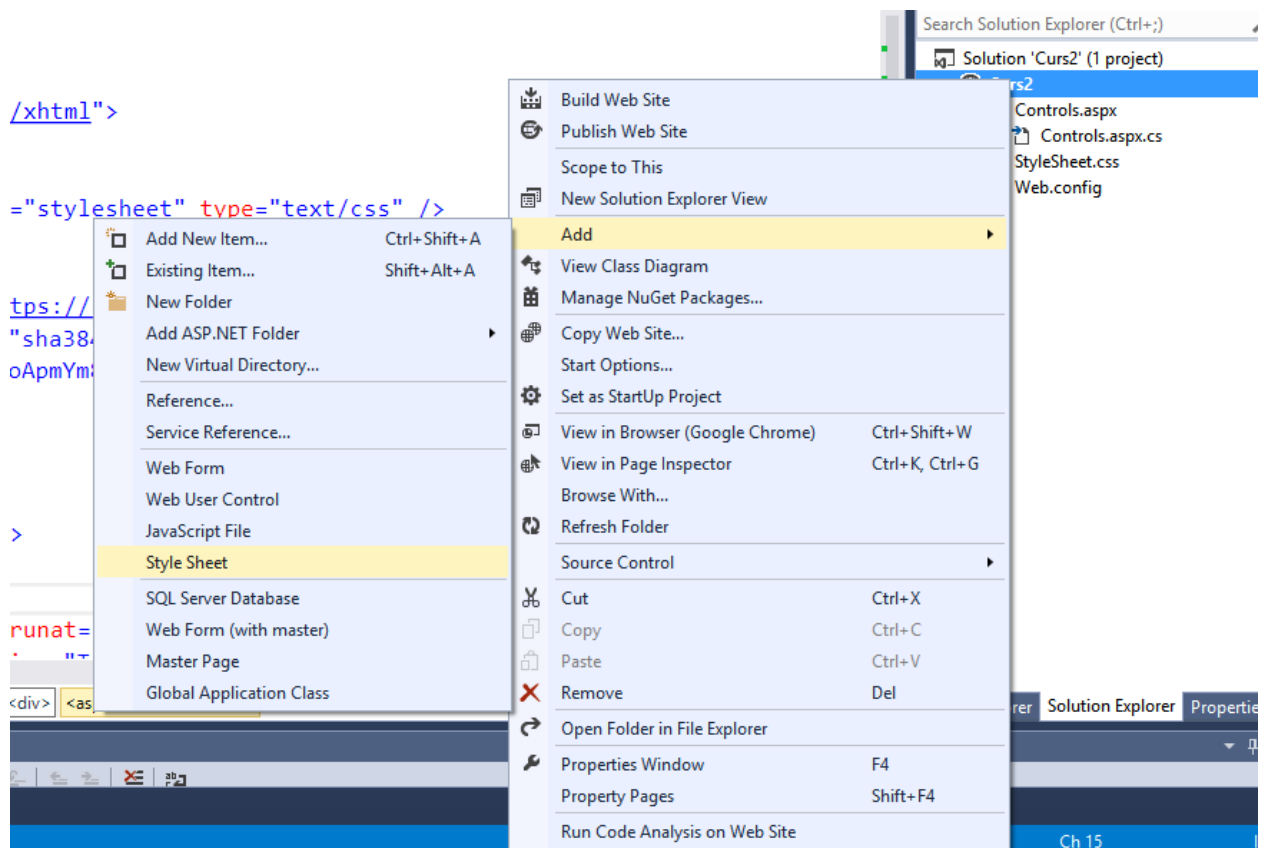 Search Solution Explorer (Ctrl+;)
Solution 'Curs2' (1 project)
rs2
Controls.aspx
Controls.aspx.cs
StyleSheet.css
Web.config
/xhtml">
="stylesheet" type="text/css" />
tps://
"sha384
oApmYm8
>
runat=
<div>
<as
Build Web Site
Publish Web Site
Scope to This
New Solution Explorer View
Add
View Class Diagram
Manage NuGet Packages...
Copy Web Site...
Start Options...
Set as StartUp Project
View in Browser (Google Chrome) Ctrl+Shift+W
View in Page Inspector Ctrl+K, Ctrl+G
Browse With...
Refresh Folder
Source Control
Cut Ctrl+X
Copy Ctrl+C
Paste Ctrl+V
Remove Del
Open Folder in File Explorer
Properties Window F4
Property Pages Shift+F4
Run Code Analysis on Web Site
Add New Item... Ctrl+Shift+A
Existing Item... Shift+Alt+A
New Folder
Add ASP.NET Folder
New Virtual Directory...
Reference...
Service Reference...
Web Form
Web User Control
JavaScript File
Style Sheet
SQL Server Database
Web Form (with master)
Master Page
Global Application Class
rer Solution Explorer Propertie
Ch 15